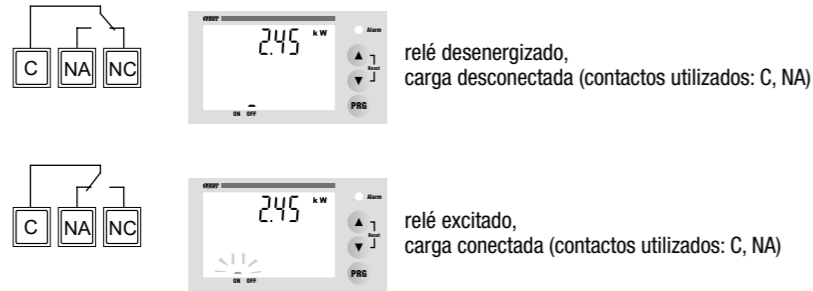 C NA NC
2.45 kW
Alarm
Reset
PRG
ON OFF
relé desenergizado,
carga desconectada (contactos utilizados: C, NA)
C NA NC
2.45 kW
Alarm
Reset
PRG
ON OFF
relé excitado,
carga conectada (contactos utilizados: C, NA)